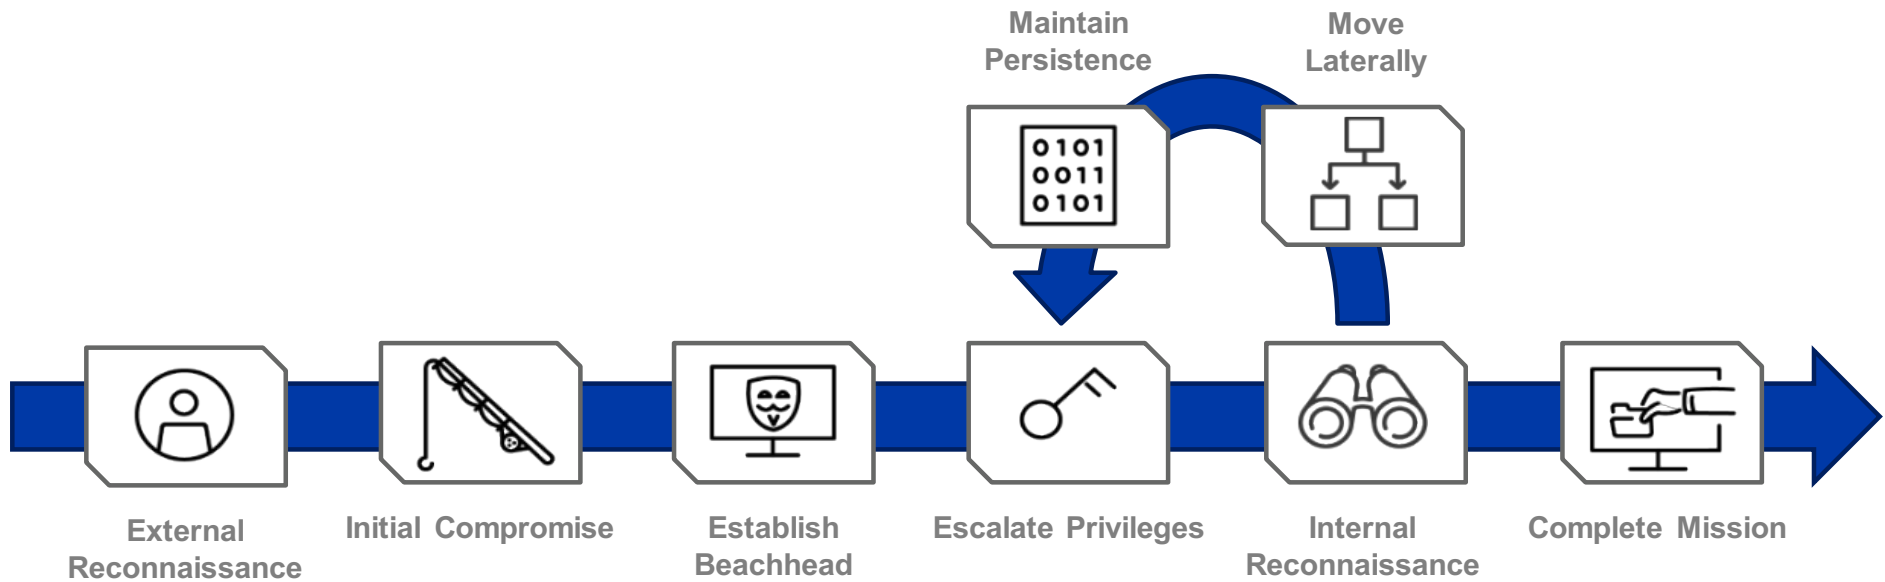 Maintain
Persistence
Move
Laterally
0101
0011
0101
External
Reconnaissance
Initial Compromise
Establish
Beachhead
Escalate Privileges
Internal
Reconnaissance
Complete Mission